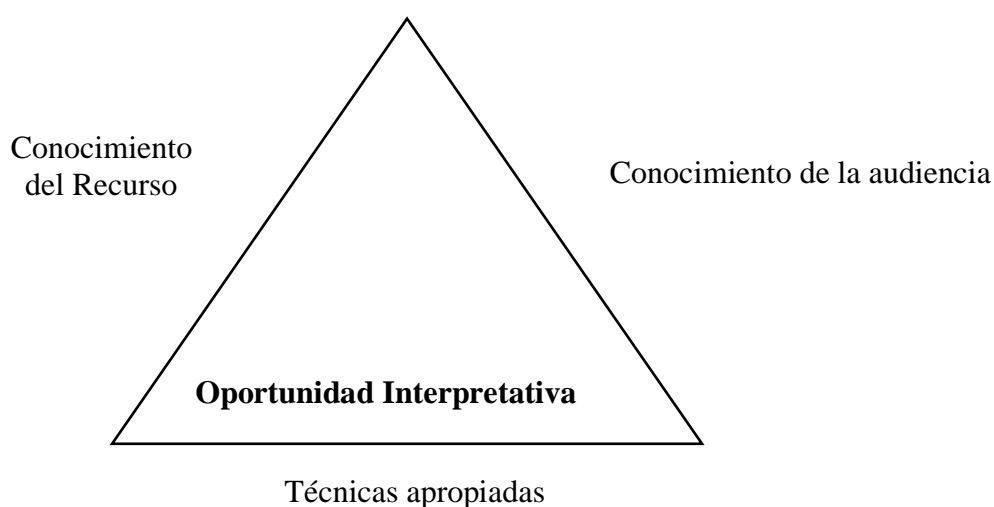 Conocimiento
del Recurso
Conocimiento de la audiencia
Oportunidad Interpretativa
Técnicas apropiadas